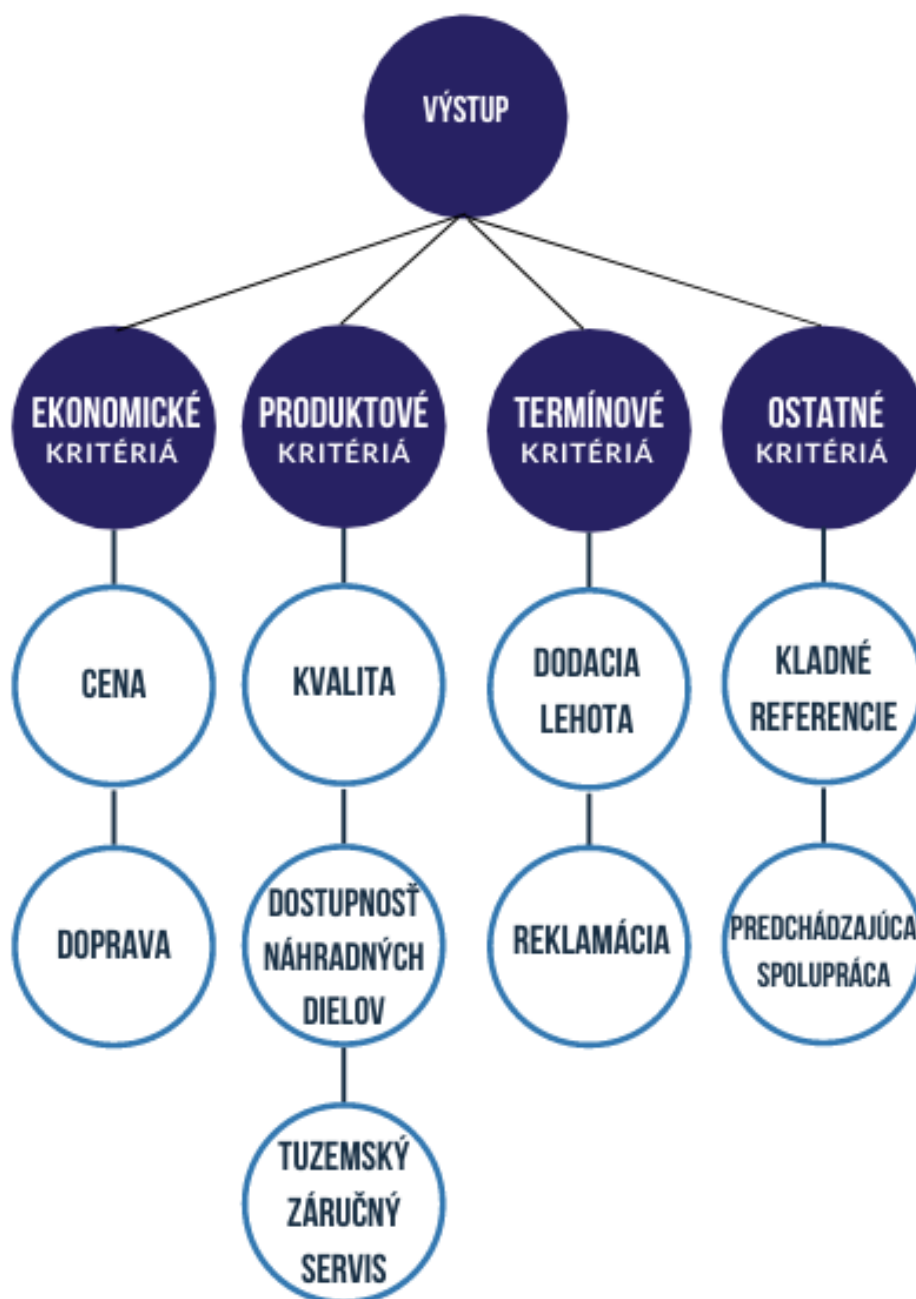 VÝSTUP
EKONOMICKÉ
KRITÉRIÁ
PRODUKTOVÉ
KRITÉRIÁ
TERMÍNOVÉ
KRITÉRIÁ
OSTATNÉ
KRITÉRIÁ
CENA
KVALITA
DODACIA
LEHOTA
KLADNÉ
REFERENCIE
DOPRAVA
DOSTUPNOSŤ
NÁHRADNÝCH
DIELOV
REKLAMÁCIA
PREDCHÁDZAJÚCA
SPOLUPRÁCA
TUZEMSKÝ
ZÁRUČNÝ
SERVIS